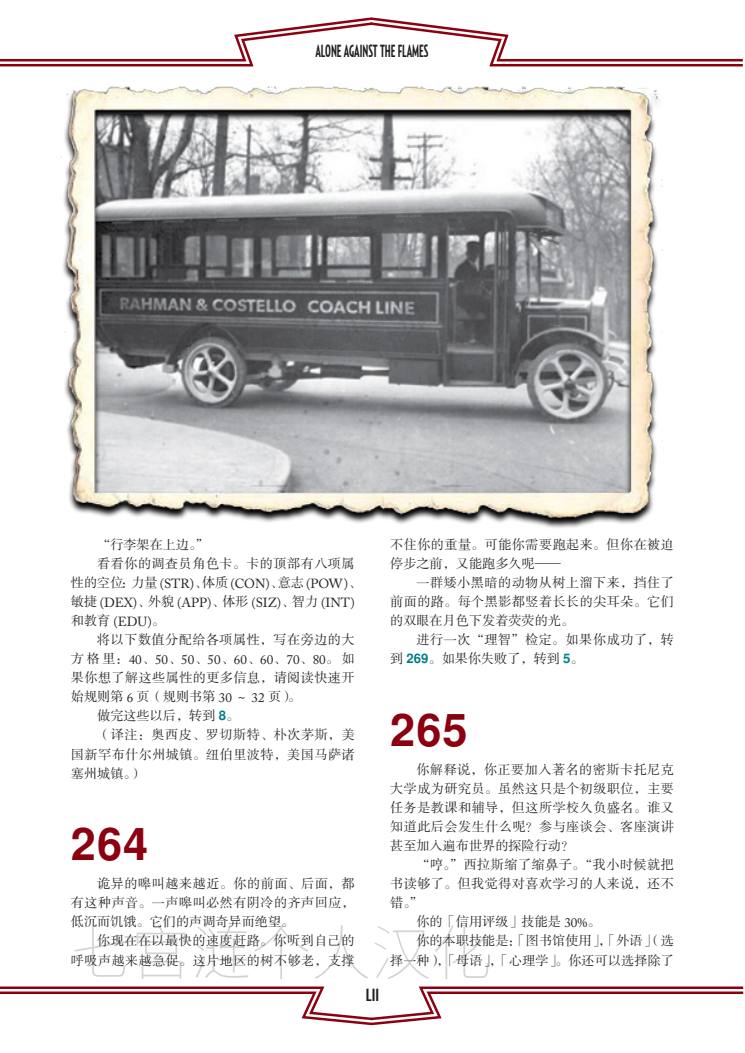 ALONE AGAINST THE FLAMES
RAHMAN & COSTELLO COACH LINE
“行李架在上边。”
看看你的调查员角色卡。卡的顶部有八项属
性的空位: 力量 (STR)、体质 (CON)、意志 (POW)、
敏捷 (DEX)、外貌 (APP)、体形 (SIZ)、智力 (INT)
和教育 (EDU)。
将以下数值分配给各项属性，写在旁边的大
方格里：40、50、50、50、60、60、70、80。如
果你想了解这些属性的更多信息，请阅读快速开
始规则第 6 页（规则书第 30 ~ 32 页）。
做完这些以后，转到 8。
（译注：奥西皮、罗切斯特、朴次茅斯，美
国新罕布什尔州城镇。纽伯里波特，美国马萨诸
塞州城镇。）
264
诡异的嗥叫越来越近。你的前面、后面，都
有这种声音。一声嗥叫必然有阴冷的齐声回应，
低沉而饥饿。它们的声调奇异而绝望。
你现在在以最快的速度赶路。你听到自己的
呼吸声越来越急促。这片地区的树不够老，支撑
不住你的重量。可能你需要跑起来。但你在被迫
停步之前，又能跑多久呢——
一群矮小黑暗的动物从树上溜下来，挡住了
前面的路。每个黑影都竖着长长的尖耳朵。它们
的双眼在月色下发着荧荧的光。
进行一次“理智”检定。如果你成功了，转
到 269。如果你失败了，转到 5。
265
你解释说，你正要加入著名的密斯卡托尼克
大学成为研究员。虽然这只是个初级职位，主要
任务是教课和辅导，但这所学校久负盛名。谁又
知道此后会发生什么呢？参与座谈会、客座演讲
甚至加入遍布世界的探险行动？
“哼。”西拉斯缩了缩鼻子。“我小时候就把
书读够了。但我觉得对喜欢学习的人来说，还不
错。”
你的「信用评级」技能是 30%。
你的本职技能是：「图书馆使用」，「外语」（选
择一种），「母语」，「心理学」。你还可以选择除了
七宫涟个人汉化
LII